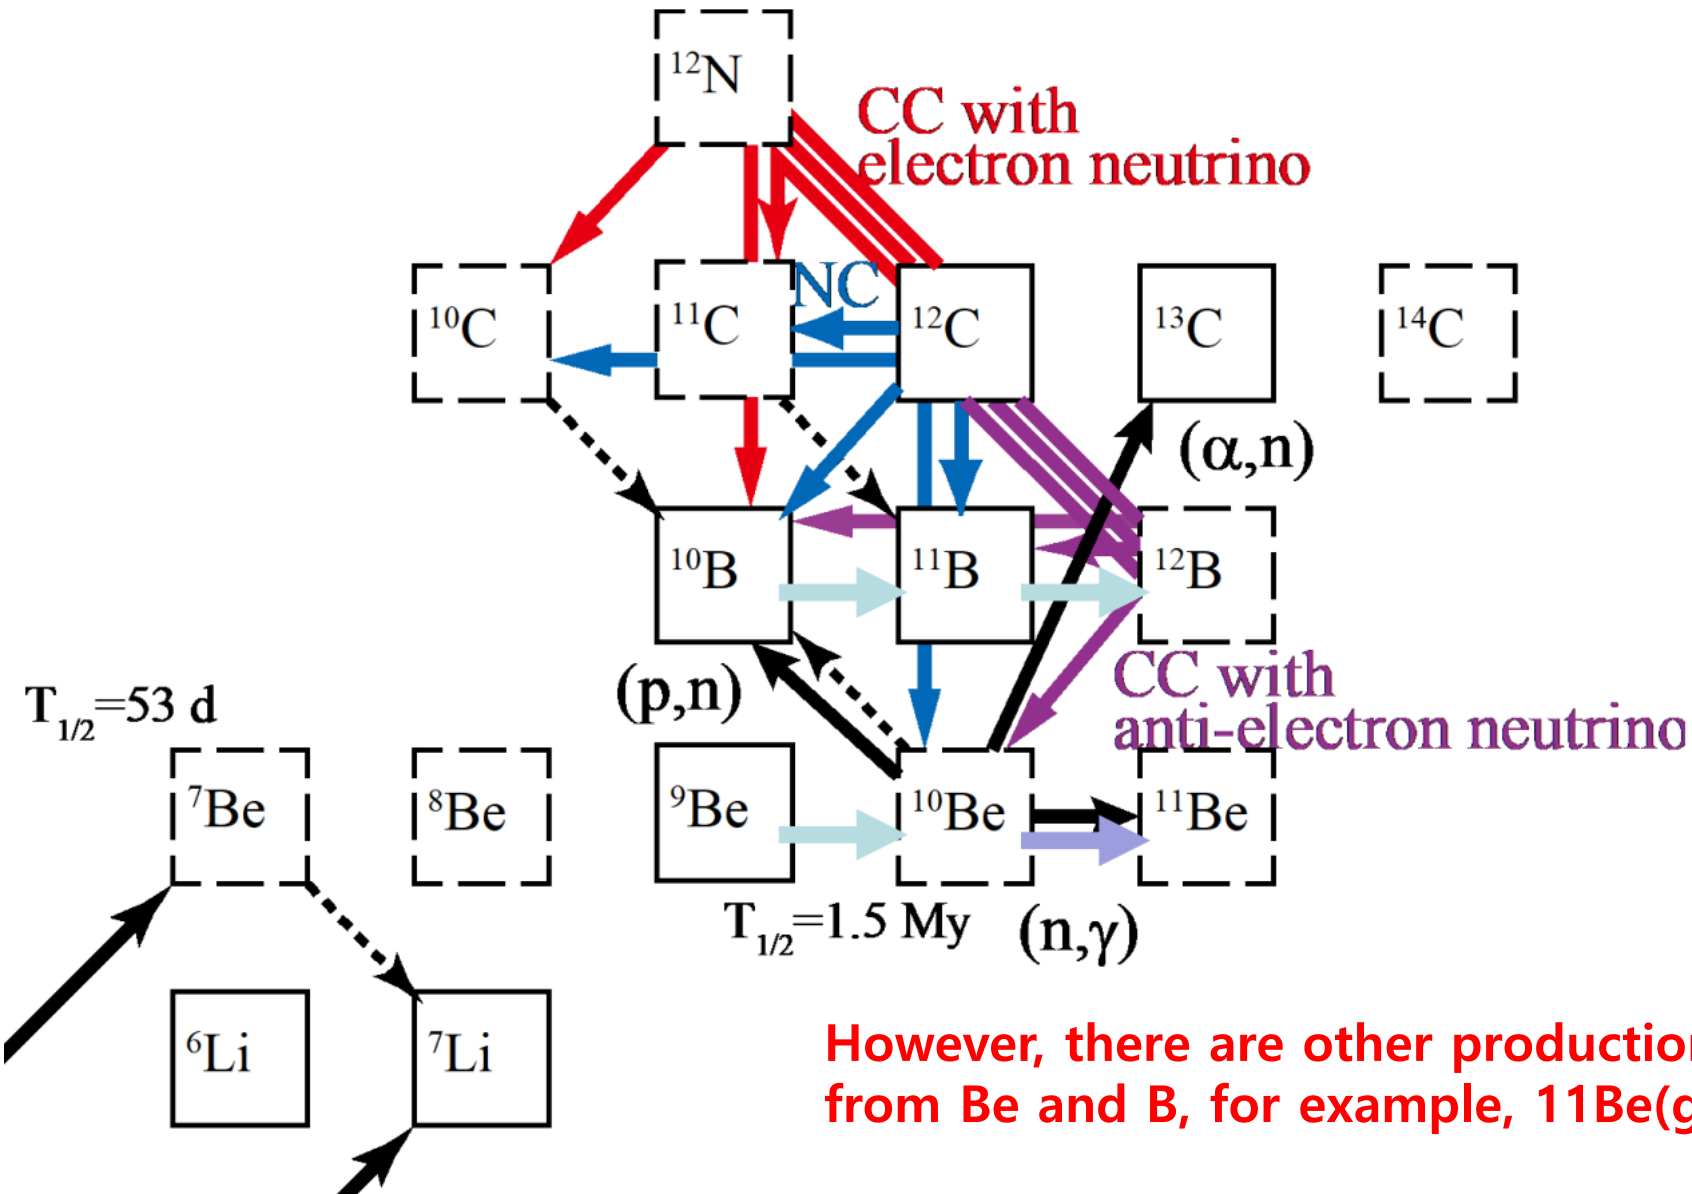 ¹²N
CC with
electron neutrino
NC
¹⁰C
¹¹C
¹²C
¹³C
¹⁴C
(α,n)
¹⁰B
¹¹B
¹²B
(p,n)
CC with
anti-electron neutrino
T₁/₂=53 d
⁷Be
⁸Be
⁹Be
¹⁰Be
¹¹Be
T₁/₂=1.5 My
(n,γ)
⁶Li
⁷Li
However, there are other production
from Be and B, for example, 11Be(g